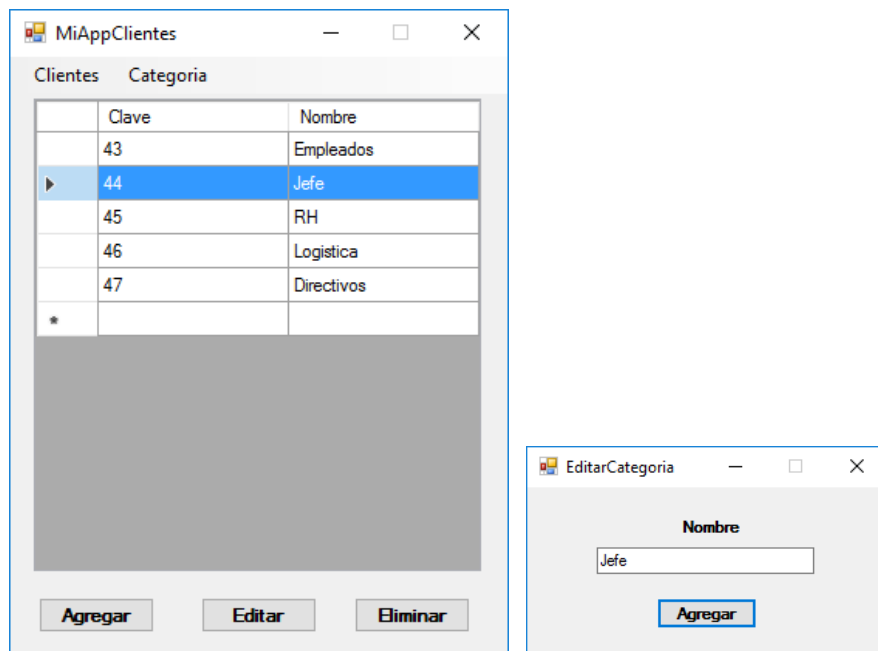 MiAppClientes
Clientes Categoria
Clave Nombre
43 Empleados
44 Jefe
45 RH
46 Logistica
47 Directivos
*
Agregar Editar Eliminar
EditarCategoria
Nombre
Jefe
Agregar